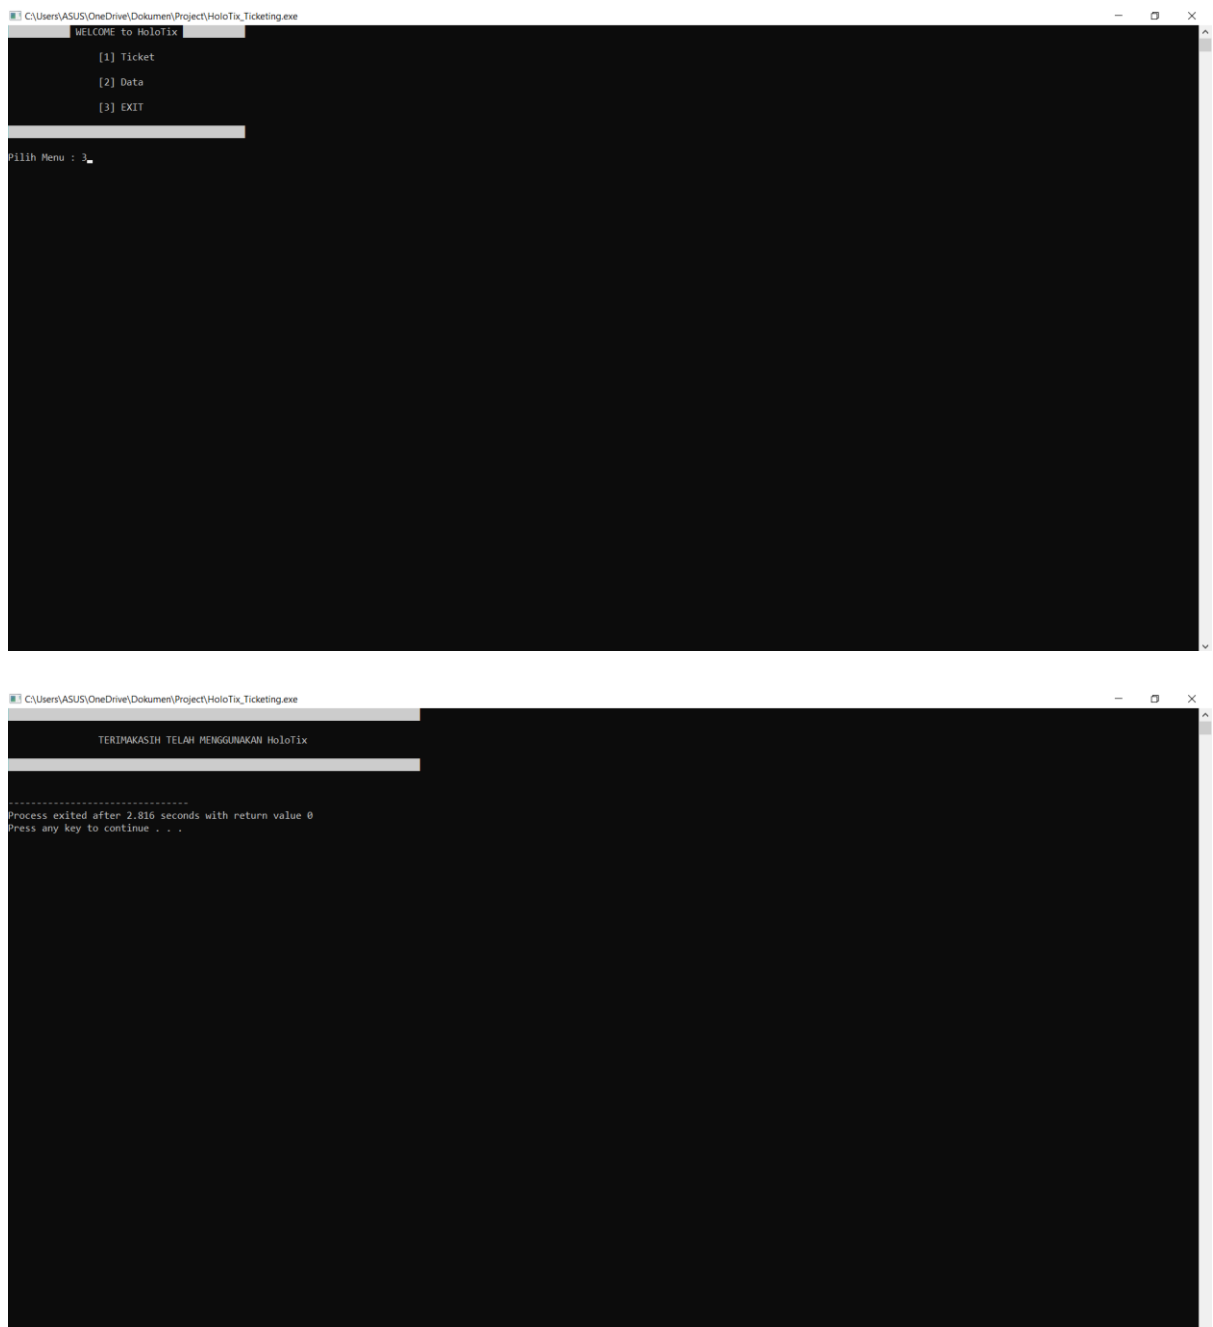 C:\Users\ASUS\OneDrive\Dokumen\Project\HoloTix_Ticketing.exe
WELCOME to HoloTix
[1] Ticket
[2] Data
[3] EXIT
Pilih Menu : 3_
C:\Users\ASUS\OneDrive\Dokumen\Project\HoloTix_Ticketing.exe
TERIMAKASIH TELAH MENGGUNAKAN HoloTix
--------------------------------
Process exited after 2.816 seconds with return value 0
Press any key to continue . . .